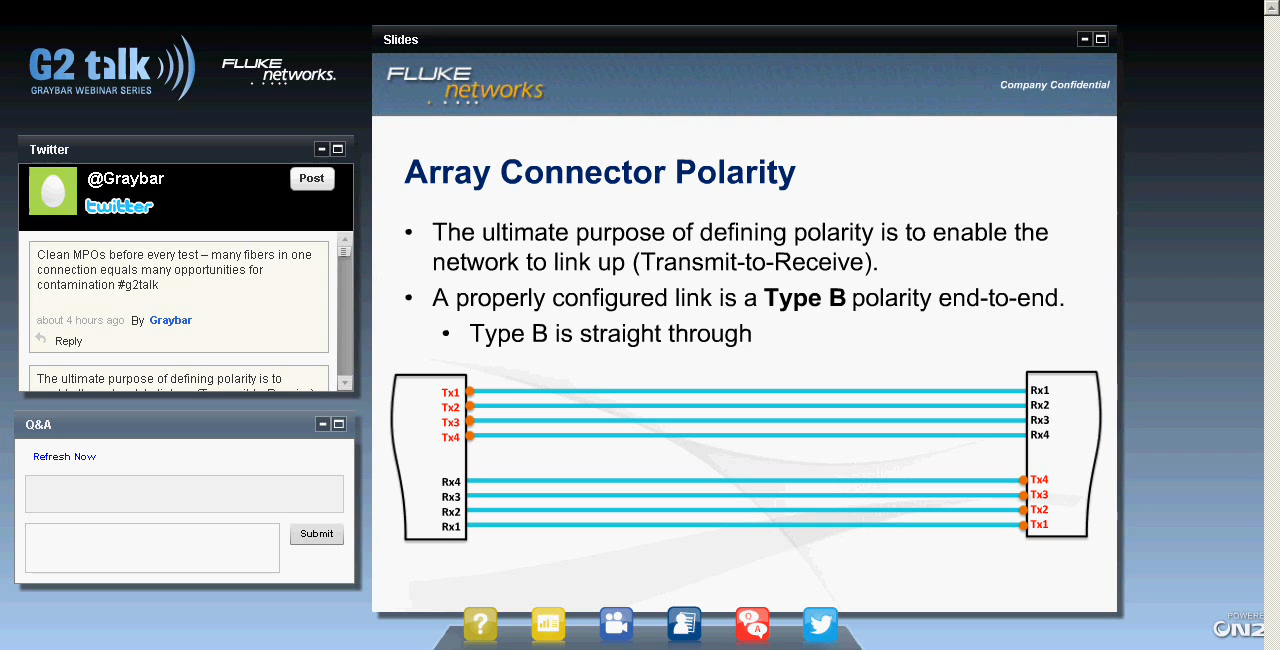 G2 talk
GRAYBAR WEBINAR SERIES
FLUKE
networks.
Twitter
@Graybar
Post
twitter
Clean MPOs before every test – many fibers in one
connection equals many opportunities for
contamination #g2talk
about 4 hours ago By Graybar
Reply
The ultimate purpose of defining polarity is to
Q&A
Refresh Now
Submit
Slides
FLUKE
networks
Company Confidential
Array Connector Polarity
• The ultimate purpose of defining polarity is to enable the
network to link up (Transmit-to-Receive).
• A properly configured link is a Type B polarity end-to-end.
• Type B is straight through
Tx1 Rx1
Tx2 Rx2
Tx3 Rx3
Tx4 Rx4
Rx4 Tx4
Rx3 Tx3
Rx2 Tx2
Rx1 Tx1
?
Q
A